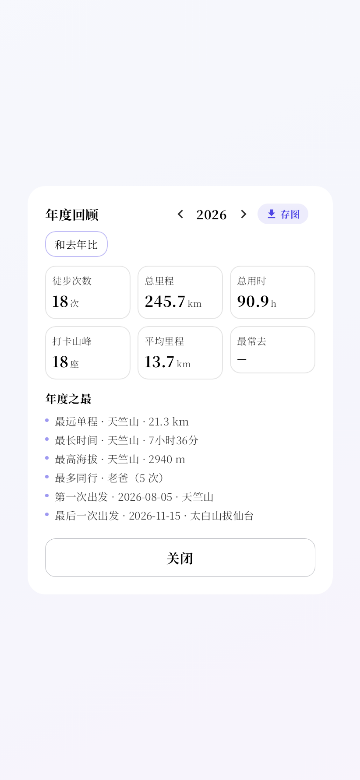 年度回顾
2026
存图
和去年比
徒步次数 总里程 总用时
18次 245.7km 90.9h
打卡山峰 平均里程 最常去
18座 13.7km –
年度之最
最远单程 · 天竺山 · 21.3 km
最长时间 · 天竺山 · 7小时36分
最高海拔 · 天竺山 · 2940 m
最多同行 · 老爸（5 次）
第一次出发 · 2026-08-05 · 天竺山
最后一次出发 · 2026-11-15 · 太白山拔仙台
关闭